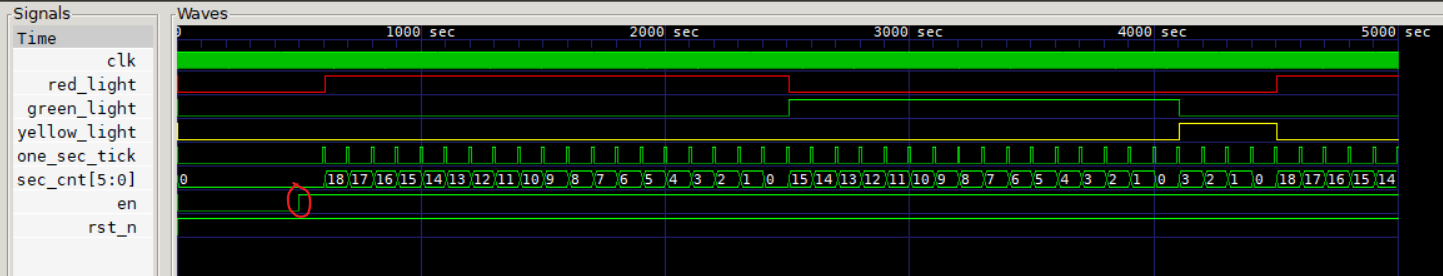 Signals Waves
Time 0 1000 sec 2000 sec 3000 sec 4000 sec 5000 sec
clk
red_light
green_light
yellow_light
one_sec_tick
sec_cnt[5:0] 0 18 17 16 15 14 13 12 11 10 9 8 7 6 5 4 3 2 1 0 15 14 13 12 11 10 9 8 7 6 5 4 3 2 1 0 3 2 1 0 18 17 16 15 14
en
rst_n